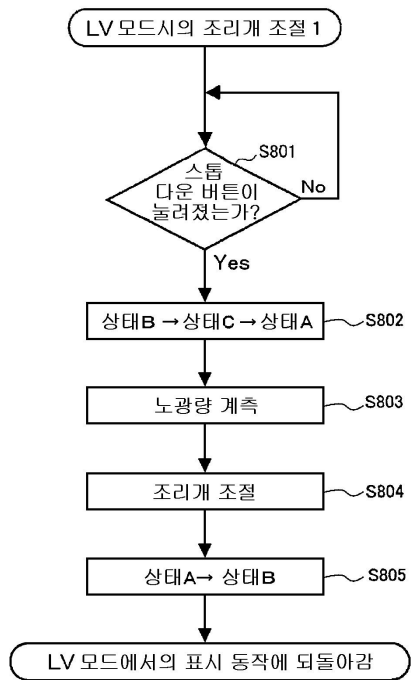 LV 모드시의 조리개 조절 1
S801
스톱
다운 버튼이
눌려졌는가?
No
Yes
상태B →상태C →상태A
S802
노광량 계측
S803
조리개 조절
S804
상태A→ 상태B
S805
LV 모드에서의 표시 동작에 되돌아감